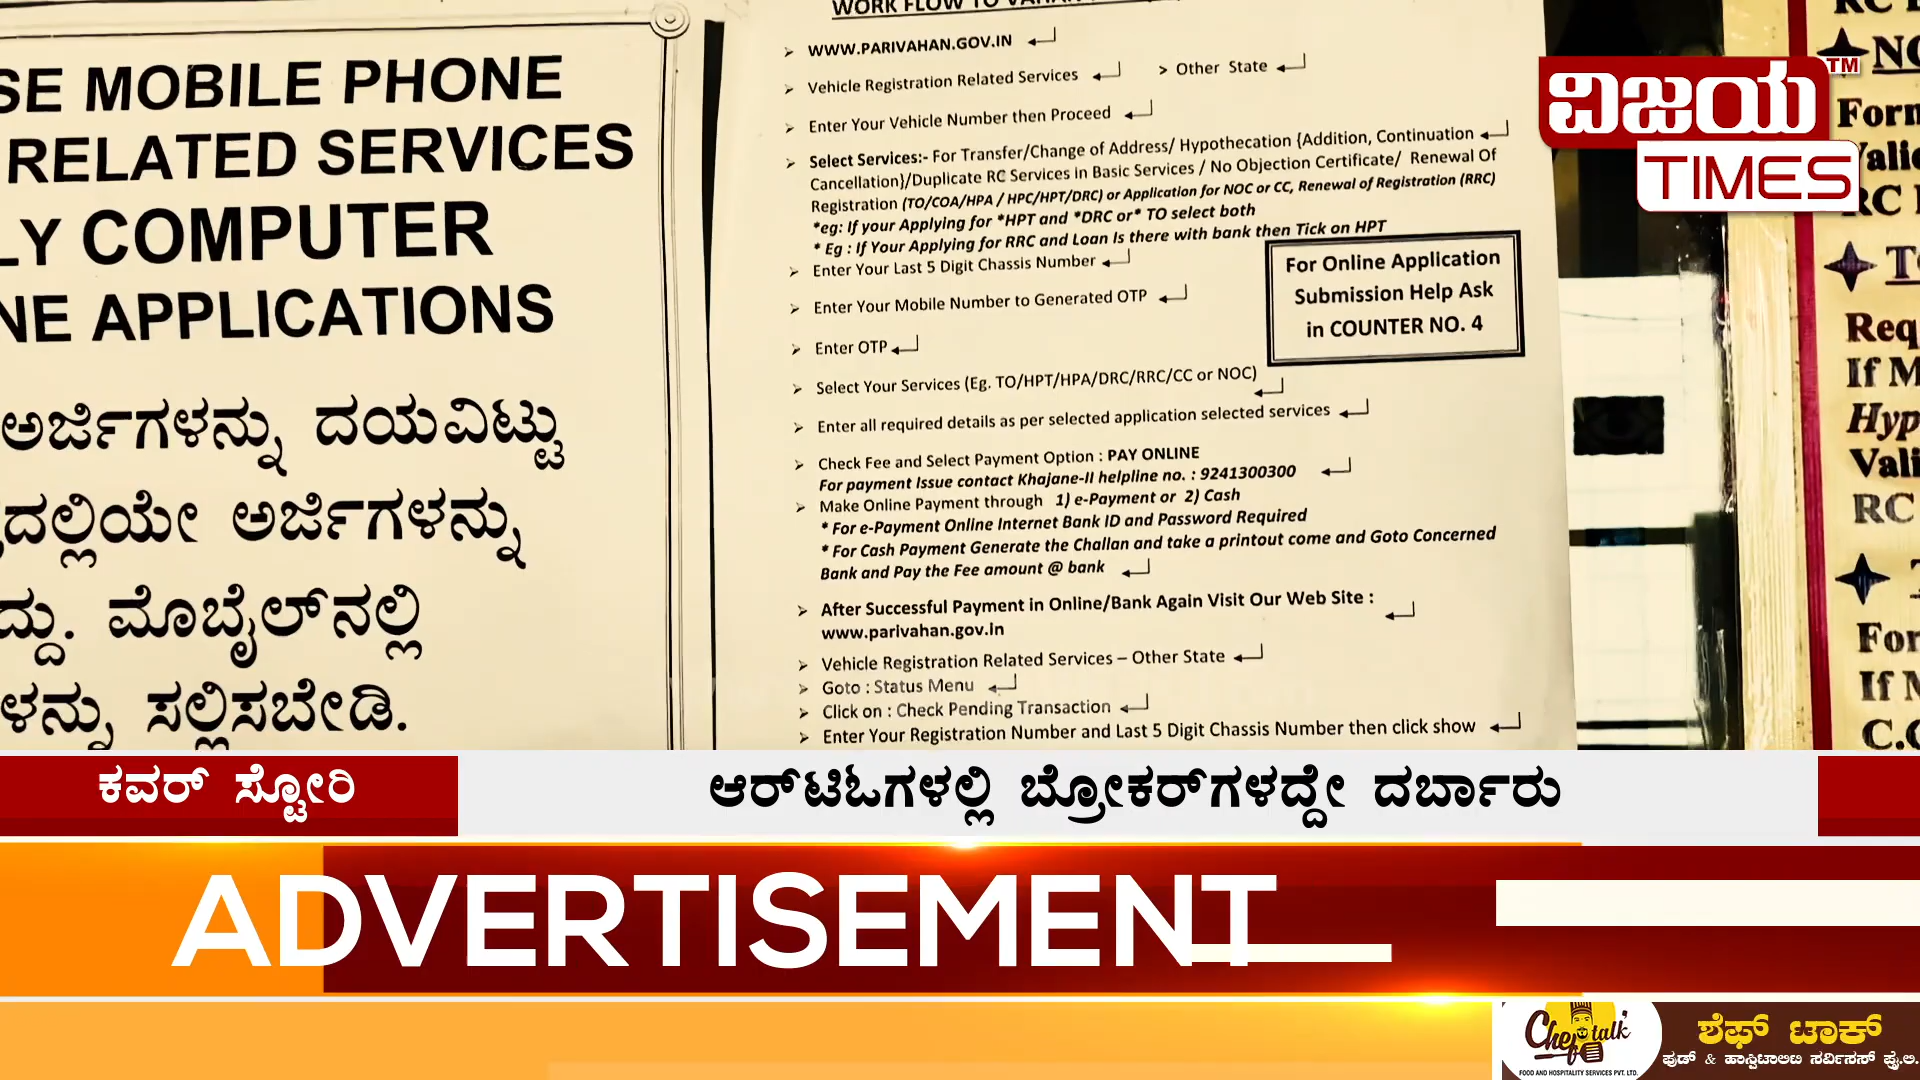 SE MOBILE PHONE
RELATED SERVICES
LY COMPUTER
NE APPLICATIONS
ಅರ್ಜಿಗಳನ್ನು ದಯವಿಟ್ಟು
ದಲ್ಲಿಯೇ ಅರ್ಜಿಗಳನ್ನು
ದ್ದು. ಮೊಬೈಲ್‌ನಲ್ಲಿ
ಳನ್ನು ಸಲ್ಲಿಸಬೇಡಿ.
WORK FLOW TO VAHAN
➢ WWW.PARIVAHAN.GOV.IN
➢ Vehicle Registration Related Services > Other State
➢ Enter Your Vehicle Number then Proceed
➢ Select Services:- For Transfer/Change of Address/ Hypothecation {Addition, Continuation
Cancellation}/Duplicate RC Services in Basic Services / No Objection Certificate/ Renewal Of
Registration (TO/COA/HPA / HPC/HPT/DRC) or Application for NOC or CC, Renewal of Registration (RRC)
*eg: If your Applying for *HPT and *DRC or* TO select both
* Eg : If Your Applying for RRC and Loan Is there with bank then Tick on HPT
➢ Enter Your Last 5 Digit Chassis Number
➢ Enter Your Mobile Number to Generated OTP
➢ Enter OTP
➢ Select Your Services (Eg. TO/HPT/HPA/DRC/RRC/CC or NOC)
➢ Enter all required details as per selected application selected services
➢ Check Fee and Select Payment Option : PAY ONLINE
For payment Issue contact Khajane-II helpline no. : 9241300300
➢ Make Online Payment through 1) e-Payment or 2) Cash
* For e-Payment Online Internet Bank ID and Password Required
* For Cash Payment Generate the Challan and take a printout come and Goto Concerned
Bank and Pay the Fee amount @ bank
➢ After Successful Payment in Online/Bank Again Visit Our Web Site :
www.parivahan.gov.in
➢ Vehicle Registration Related Services – Other State
➢ Goto : Status Menu
➢ Click on : Check Pending Transaction
➢ Enter Your Registration Number and Last 5 Digit Chassis Number then click show
For Online Application
Submission Help Ask
in COUNTER NO. 4
ವಿಜಯ TM
TIMES
RC
NO
Form
Valid
RC
Req
If M
Hyp
Vali
RC
For
If M
C.C
ಕವರ್ ಸ್ಟೋರಿ
ಆರ್‌ಟಿಓಗಳಲ್ಲಿ ಬ್ರೋಕರ್‌ಗಳದ್ದೇ ದರ್ಬಾರು
ADVERTISEMENT
Chef talk
FOOD AND HOSPITALITY SERVICES PVT. LTD.
ಶೆಫ್ ಟಾಕ್
ಫುಡ್ & ಹಾಸ್ಪಿಟಾಲಿಟಿ ಸರ್ವಿಸಸ್ ಪ್ರೈ.ಲಿ.